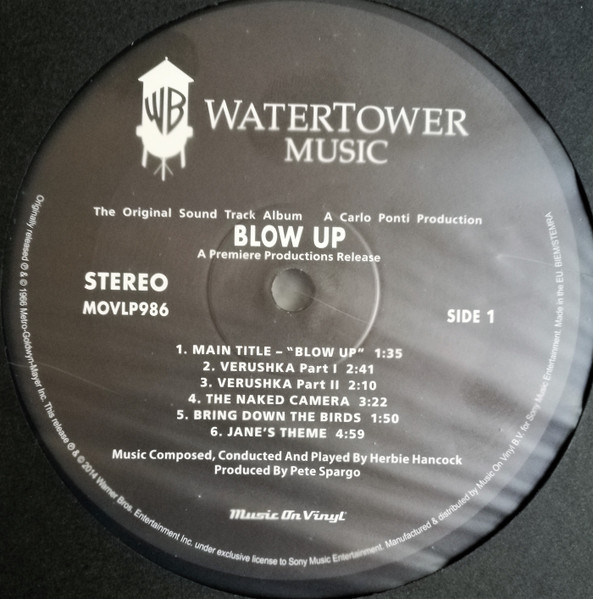 WB
WATERTOWER
MUSIC
The Original Sound Track Album A Carlo Ponti Production
BLOW UP
A Premiere Productions Release
STEREO
MOVLP986
SIDE 1
1. MAIN TITLE – "BLOW UP" 1:35
2. VERUSHKA Part I 2:41
3. VERUSHKA Part II 2:10
4. THE NAKED CAMERA 3:22
5. BRING DOWN THE BIRDS 1:50
6. JANE'S THEME 4:59
Music Composed, Conducted And Played By Herbie Hancock
Produced By Pete Spargo
Music On Vinyl
Originally released ℗ & © 1966 Metro-Goldwyn-Mayer Inc. This release ℗ & © 2014 Warner Bros. Entertainment Inc. under exclusive license to Sony Music Entertainment. Manufactured & distributed by Music On Vinyl B.V. for Sony Music Entertainment. Made in the EU BIEM/STEMRA